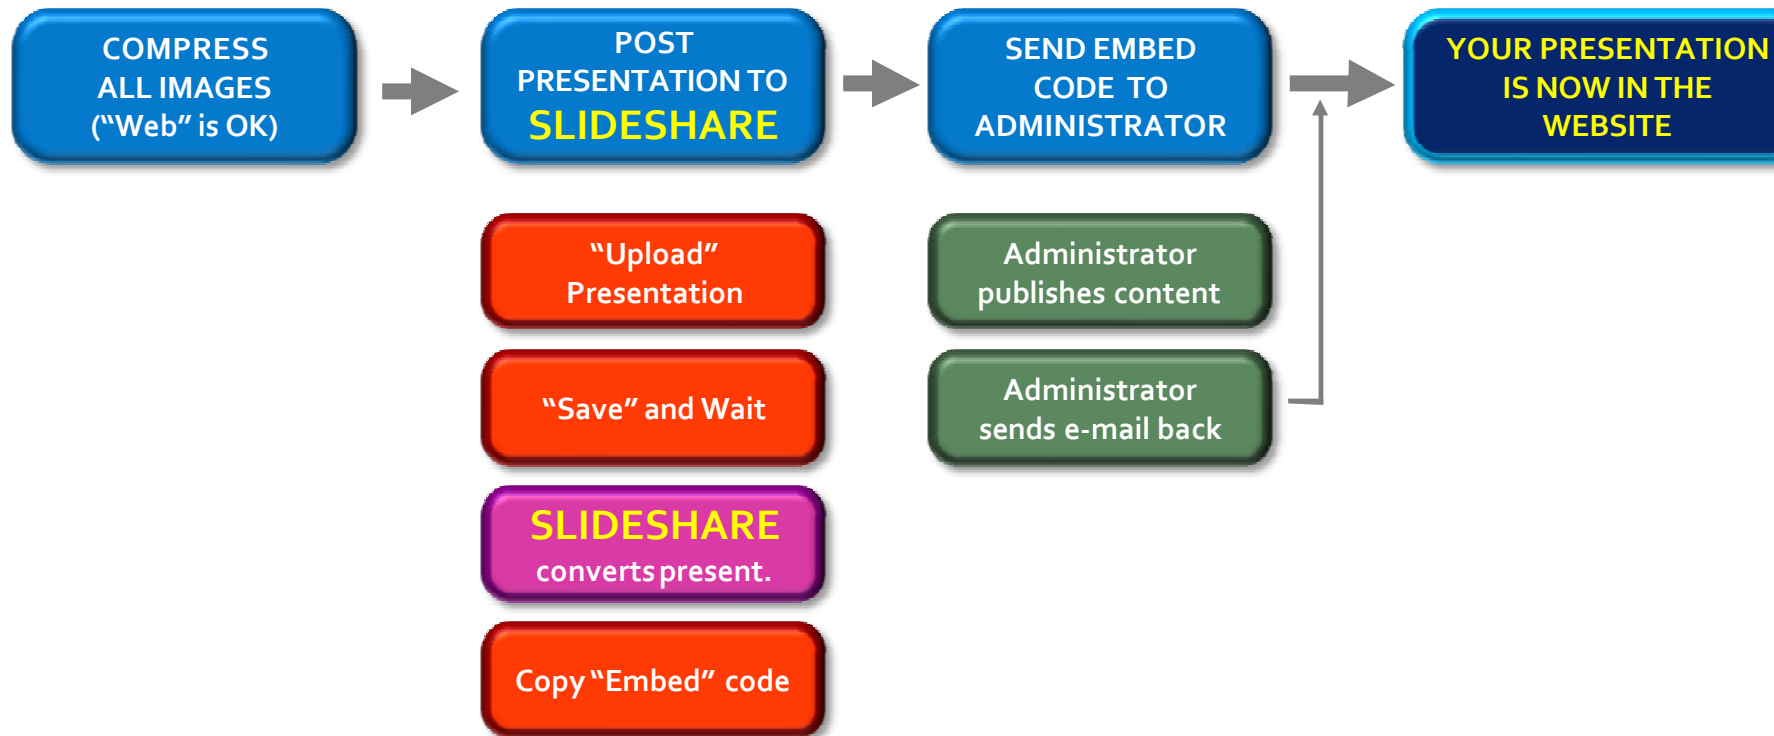 COMPRESS
ALL IMAGES
(“Web” is OK)
POST
PRESENTATION TO
SLIDESHARE
SEND EMBED
CODE TO
ADMINISTRATOR
YOUR PRESENTATION
IS NOW IN THE
WEBSITE
“Upload”
Presentation
“Save” and Wait
SLIDESHARE
converts present.
Copy “Embed” code
Administrator
publishes content
Administrator
sends e-mail back